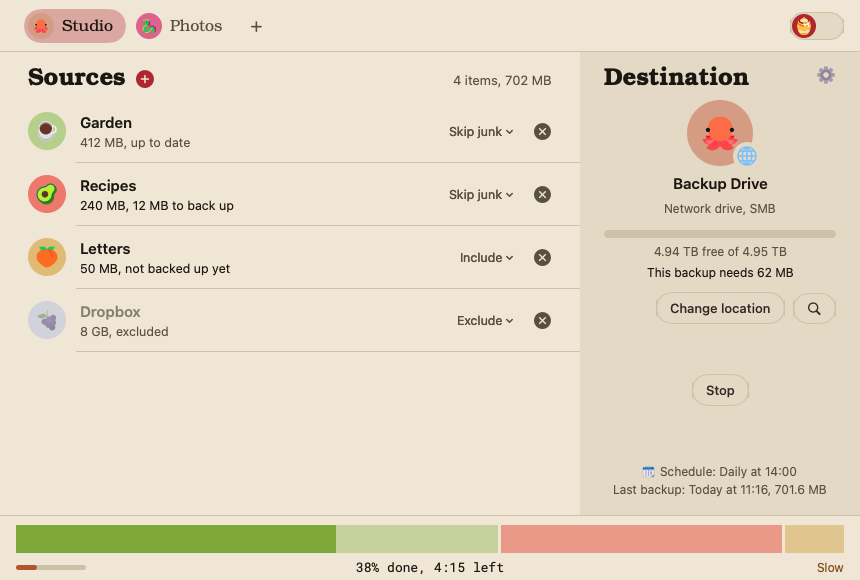 Studio
Photos
+
Sources
4 items, 702 MB
Garden
412 MB, up to date
Skip junk
Recipes
240 MB, 12 MB to back up
Skip junk
Letters
50 MB, not backed up yet
Include
Dropbox
8 GB, excluded
Exclude
Destination
Backup Drive
Network drive, SMB
4.94 TB free of 4.95 TB
This backup needs 62 MB
Change location
Stop
Schedule: Daily at 14:00
Last backup: Today at 11:16, 701.6 MB
38% done, 4:15 left
Slow